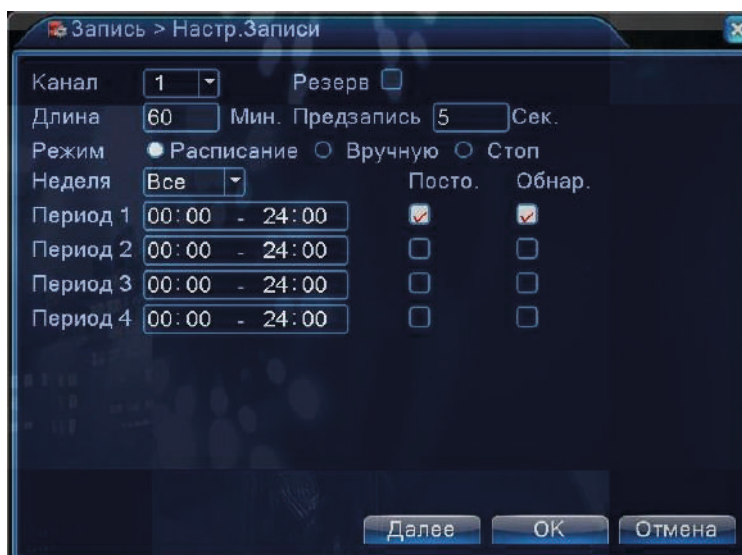 Запись > Настр.Записи
Канал 1 Резерв
Длина 60 Мин. Предзапись 5 Сек.
Режим Расписание Вручную Стоп
Неделя Все Посто. Обнар.
Период 1 00:00 - 24:00
Период 2 00:00 - 24:00
Период 3 00:00 - 24:00
Период 4 00:00 - 24:00
Далее OK Отмена